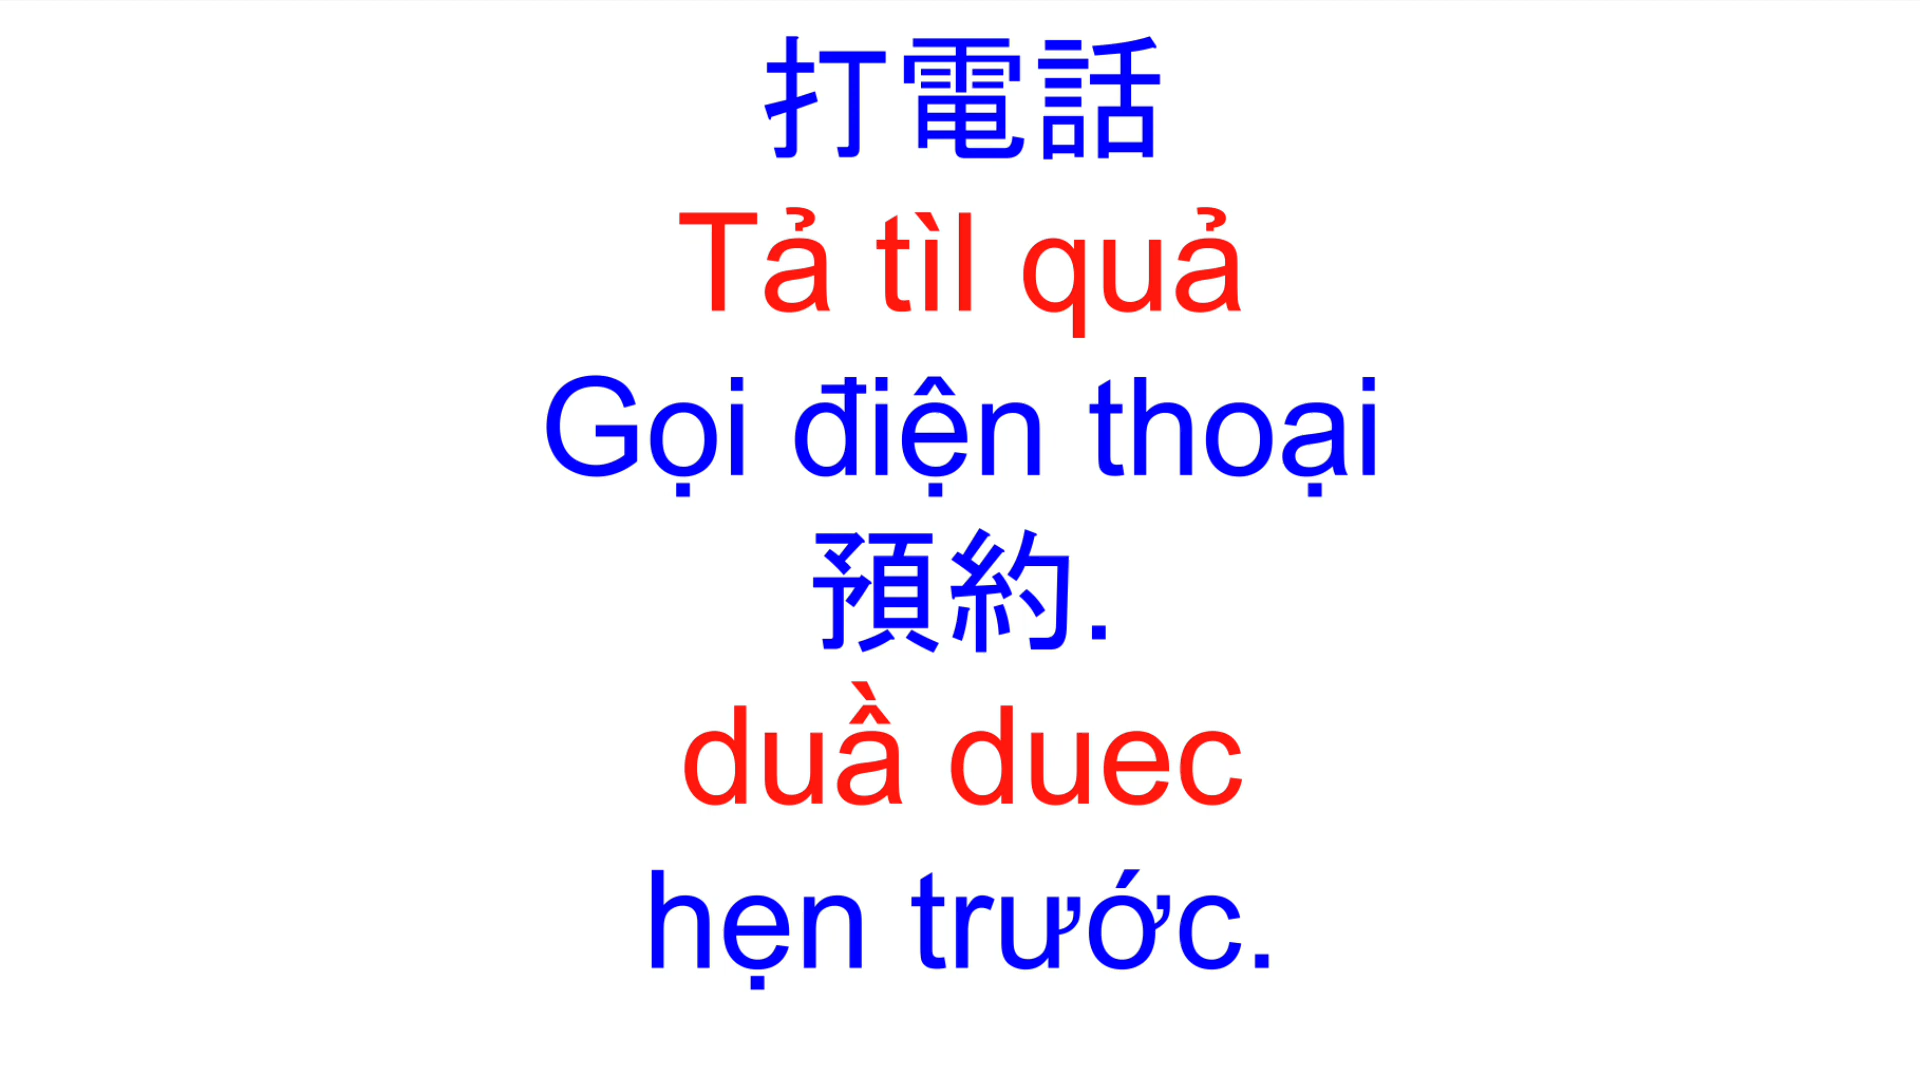 打電話
Tả tìl quả
Gọi điện thoại
預約.
duầ duec
hẹn trước.